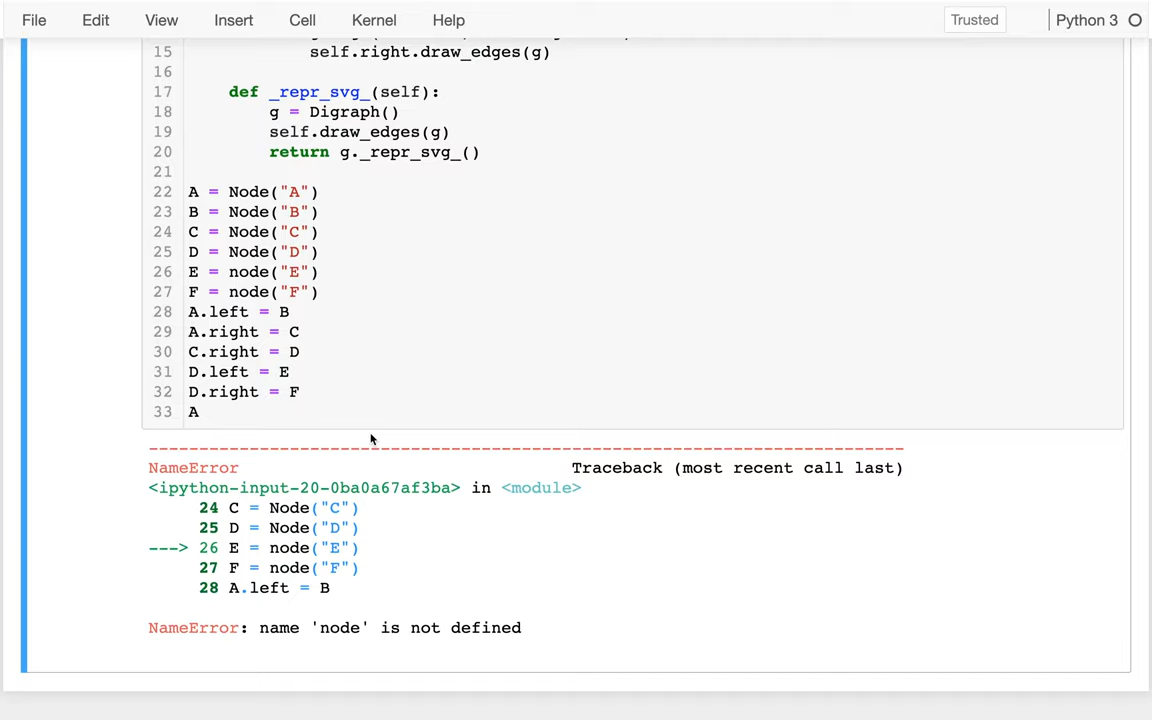 File Edit View Insert Cell Kernel Help Trusted Python 3
15 self.right.draw_edges(g)
16
17 def _repr_svg_(self):
18 g = Digraph()
19 self.draw_edges(g)
20 return g._repr_svg_()
21
22 A = Node("A")
23 B = Node("B")
24 C = Node("C")
25 D = Node("D")
26 E = node("E")
27 F = node("F")
28 A.left = B
29 A.right = C
30 C.right = D
31 D.left = E
32 D.right = F
33 A
---------------------------------------------------------------------------
NameError Traceback (most recent call last)
<ipython-input-20-0ba0a67af3ba> in <module>
24 C = Node("C")
25 D = Node("D")
---> 26 E = node("E")
27 F = node("F")
28 A.left = B
NameError: name 'node' is not defined